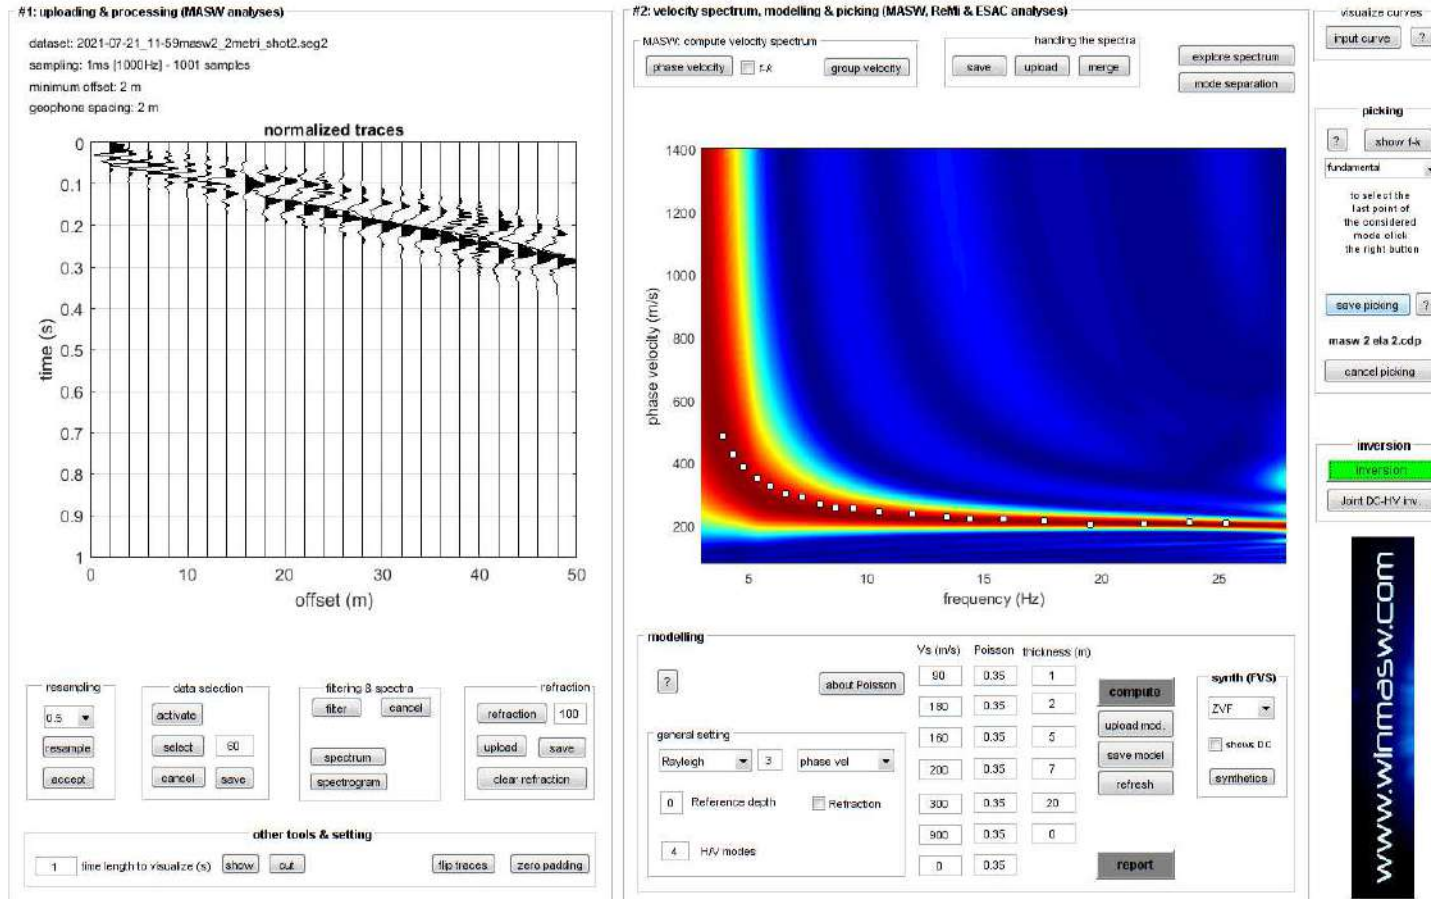 #1: uploading & processing (MASW analyses)
dataset: 2021-07-21_11-59masw2_2metri_shot2.seg2
sampling: 1ms (1000Hz) - 1001 samples
minimum offset: 2 m
geophone spacing: 2 m
normalized traces
0
0.1
0.2
0.3
0.4
0.5
0.6
0.7
0.8
0.9
1
time (s)
0 10 20 30 40 50
offset (m)
resampling
0.5
resample
accept
data selection
activate
select 60
cancel save
filtering & spectra
filter cancel
spectrum
spectrogram
refraction
refraction 100
upload save
clear refraction
other tools & setting
1 time length to visualize (s) show cut flip traces zero padding
#2: velocity spectrum, modelling & picking (MASW, ReMi & ESAC analyses)
MASW: compute velocity spectrum
phase velocity f-k group velocity
handling the spectra
save upload merge
explore spectrum
mode separation
1400
1200
1000
800
600
400
200
phase velocity (m/s)
5 10 15 20 25
frequency (Hz)
modelling
?
about Poisson
general setting
Rayleigh 3 phase vel
0 Reference depth Refraction
4 H/V modes
Vs (m/s) Poisson thickness (m)
90 0.35 1
180 0.35 2
160 0.35 5
200 0.35 7
300 0.35 20
900 0.35 0
0 0.35
compute
upload mod.
save model
refresh
report
synth (FVS)
ZVF
show DC
synthetics
visualize curves
input curve ?
picking
? show f-k
fundamental
to select the
last point of
the considered
mode click
the right button
save picking ?
masw 2 ela 2.cdp
cancel picking
inversion
inversion
Joint DC-HV inv.
www.winmasw.com